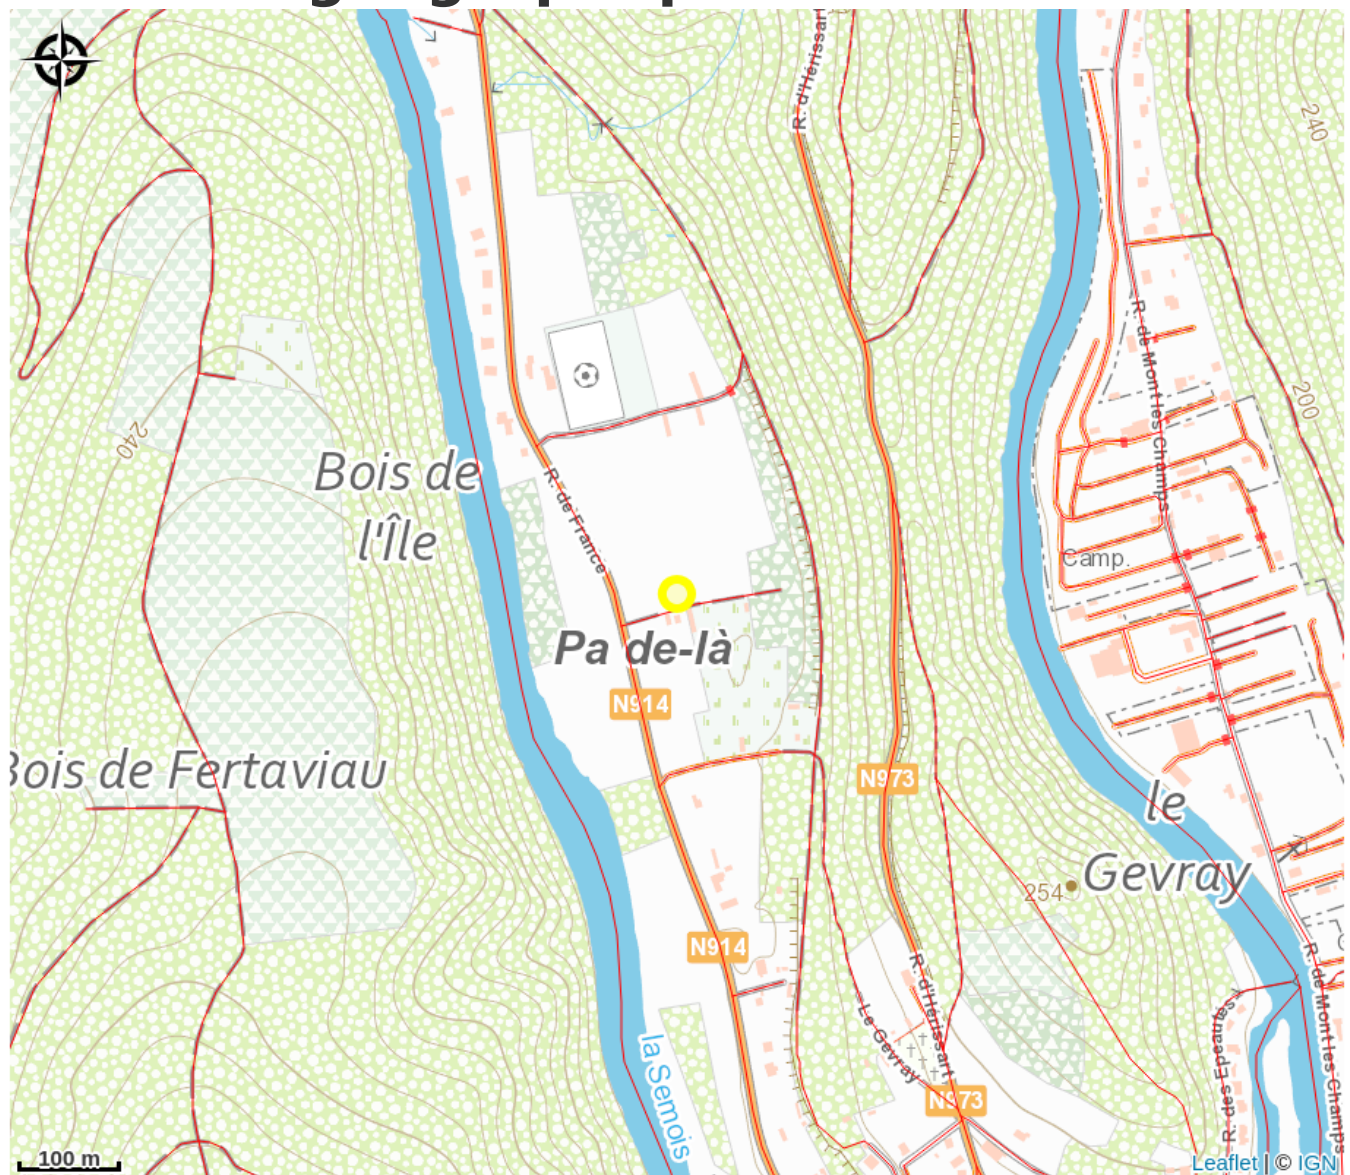 R. d'Hérissart
240
R. de Mont les Champs
200
240
Bois de
l'Île
R. de France
Camp.
Pa de-là
N914
Bois de Fertaviau
N973
le
Gevray
254
N914
R. d'Hérissart
R. de Mont les Champs
Le Gevray
R. des Epeautes
la Semois
N973
100 m
Leaflet | © IGN